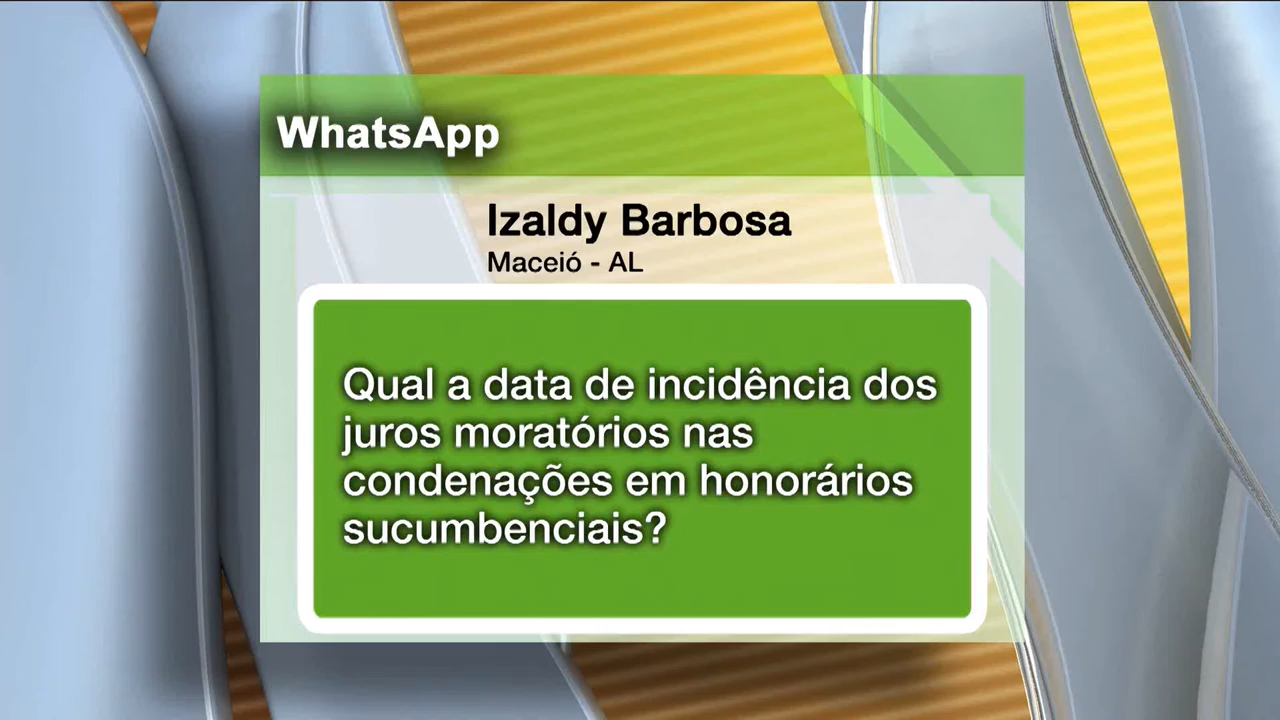 WhatsApp
Izaldy Barbosa
Maceió - AL
Qual a data de incidência dos
juros moratórios nas
condenações em honorários
sucumbenciais?